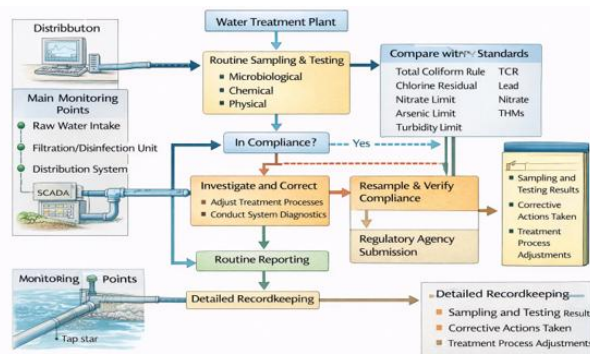 Distribbuton
Water Treatment Plant
Routine Sampling & Testing
Microbiological
Chemical
Physical
Compare with Standards
Total Coliform Rule TCR
Chlorine Residual Lead
Nitrate Limit Nitrate
Arsenic Limit THMs
Turbidity Limit
Main Monitoring
Points
Raw Water Intake
Filtration/Disinfection Unit
Distribution System
SCADA
In Compliance?
Yes
Investigate and Correct
Adjust Treatment Processes
Conduct System Diagnostics
Resample & Verify
Compliance
Regulatory Agency
Submission
Sampling and
Testing Results
Corrective
Actions Taken
Treatment
Process
Adjustments
Routine Reporting
Detailed Recordkeeping
Monitoring Points
Tap star
Detailed Recordkeeping
Sampling and Testing Result
Corrective Actions Taken
Treatment Process Adjustments